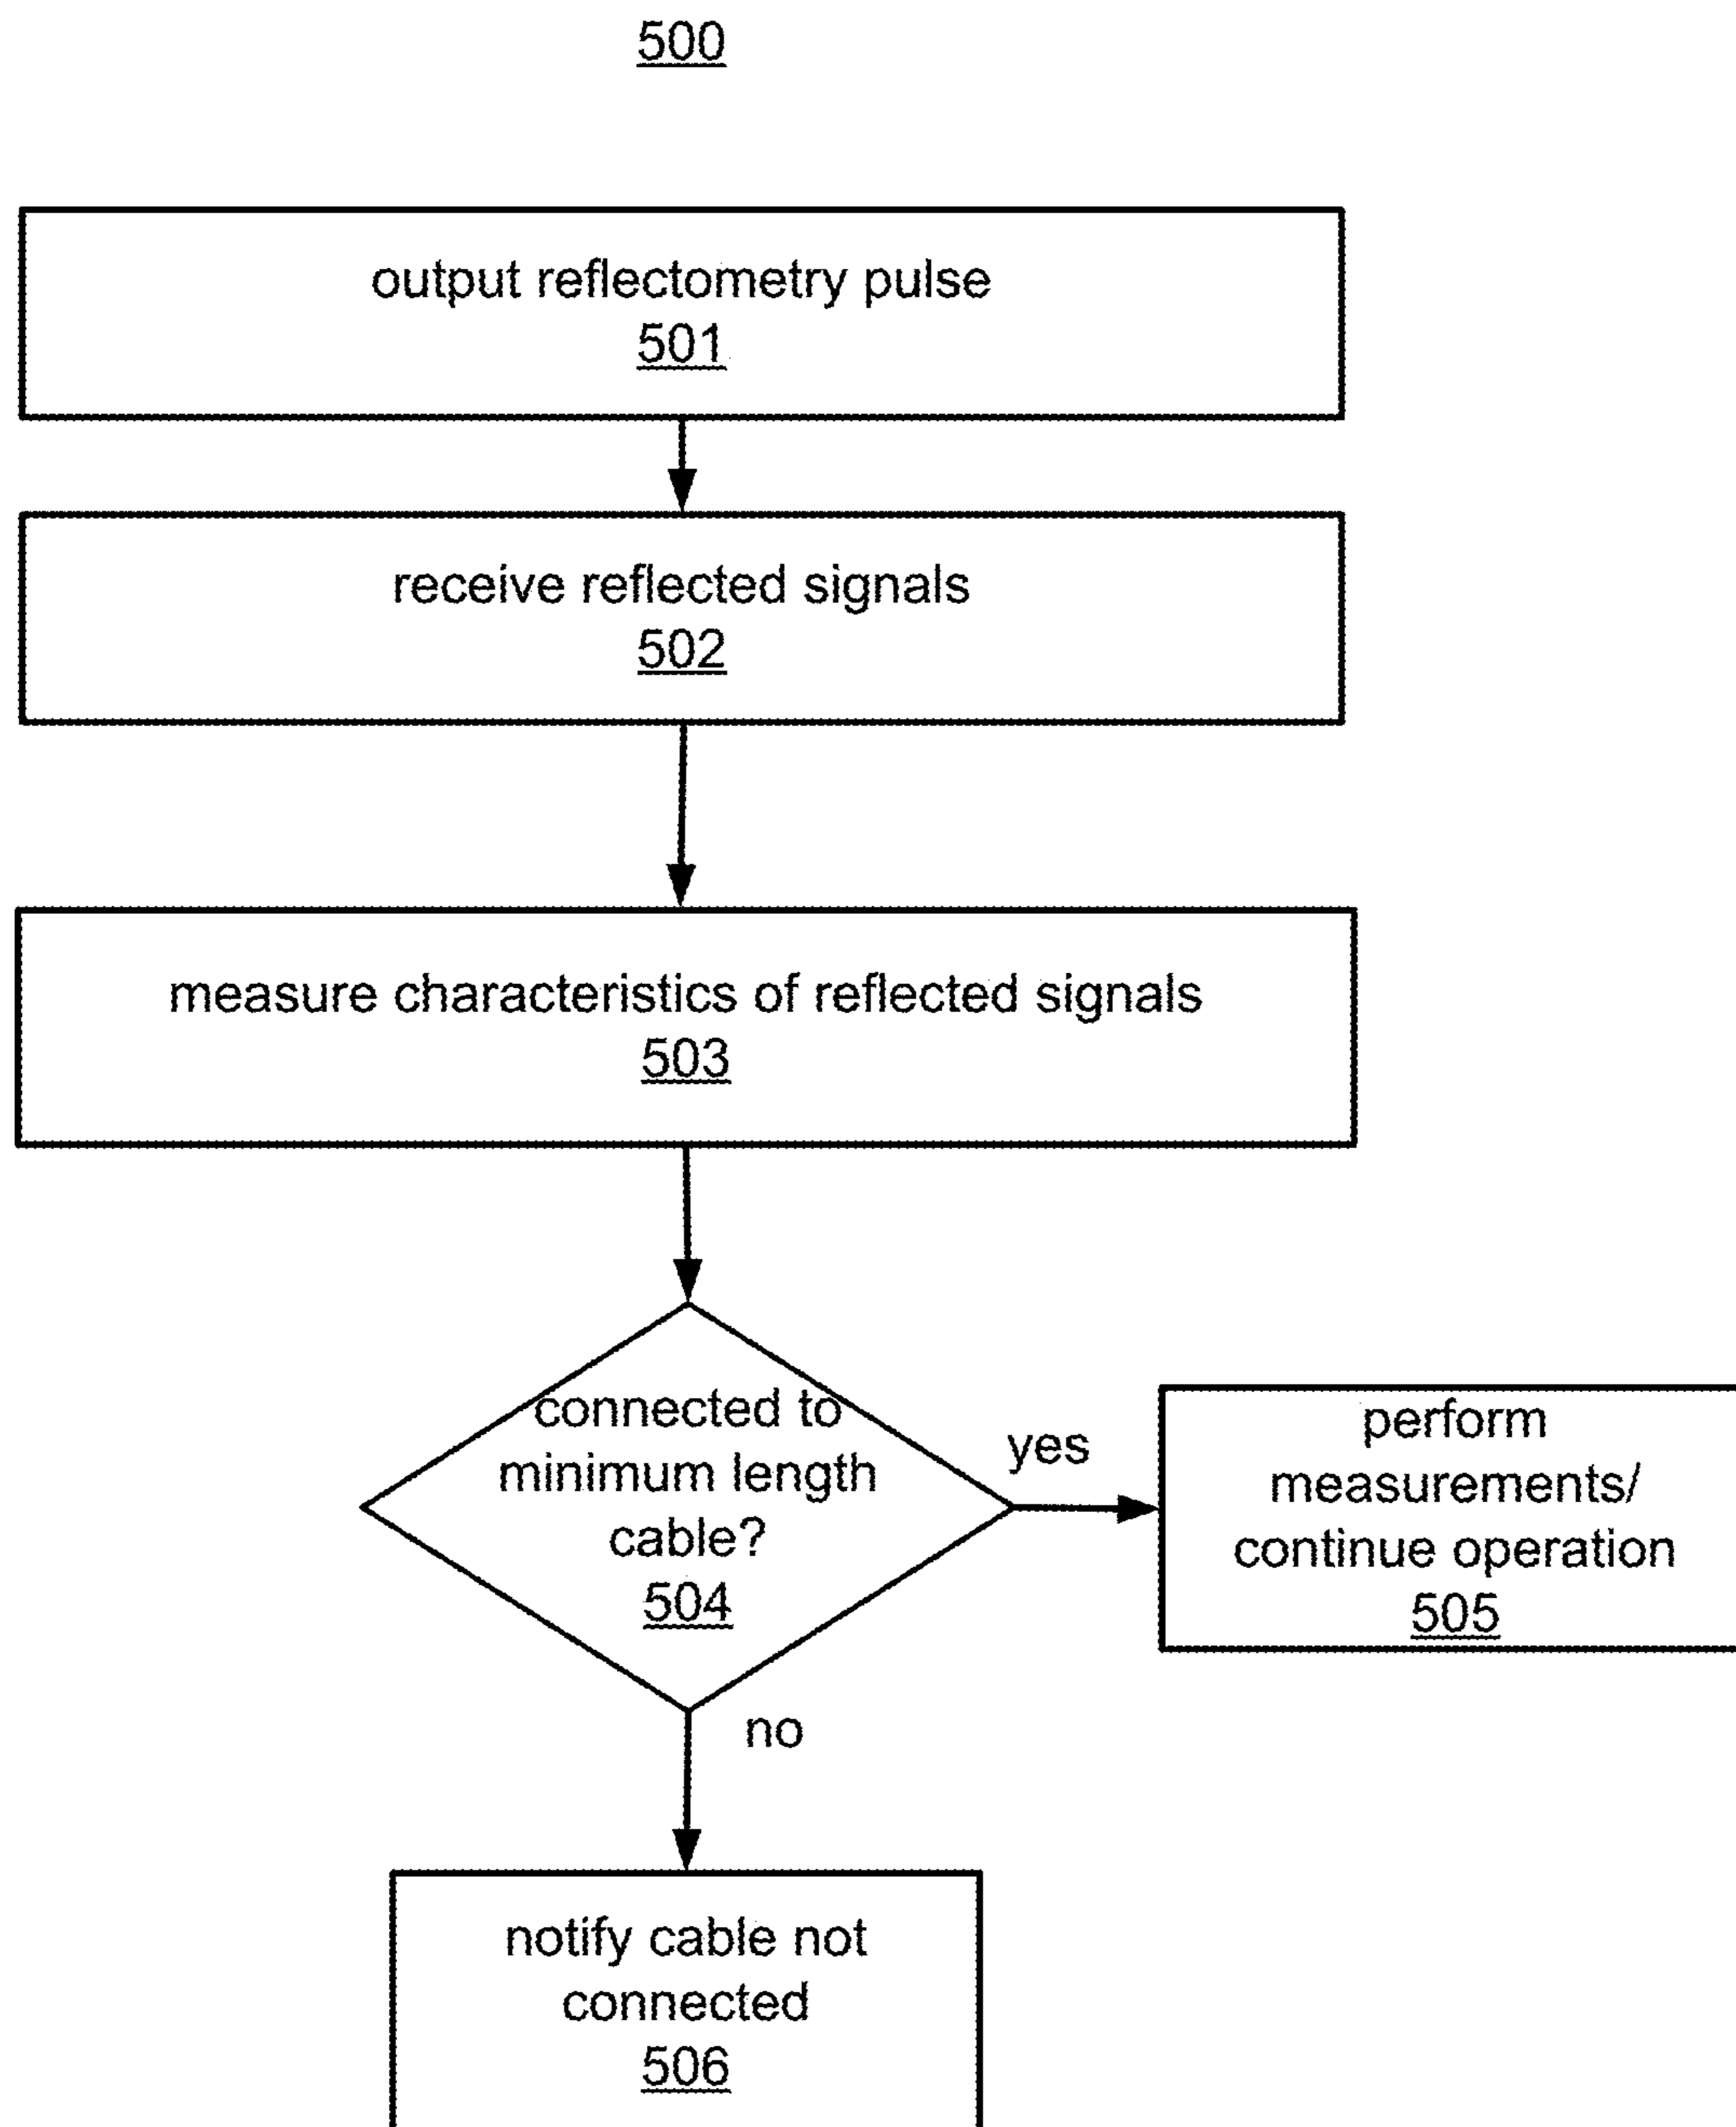 500
output reflectometry pulse
501
receive reflected signals
502
measure characteristics of reflected signals
503
connected to
minimum length
cable?
504
yes
perform
measurements/
continue operation
505
no
notify cable not
connected
506